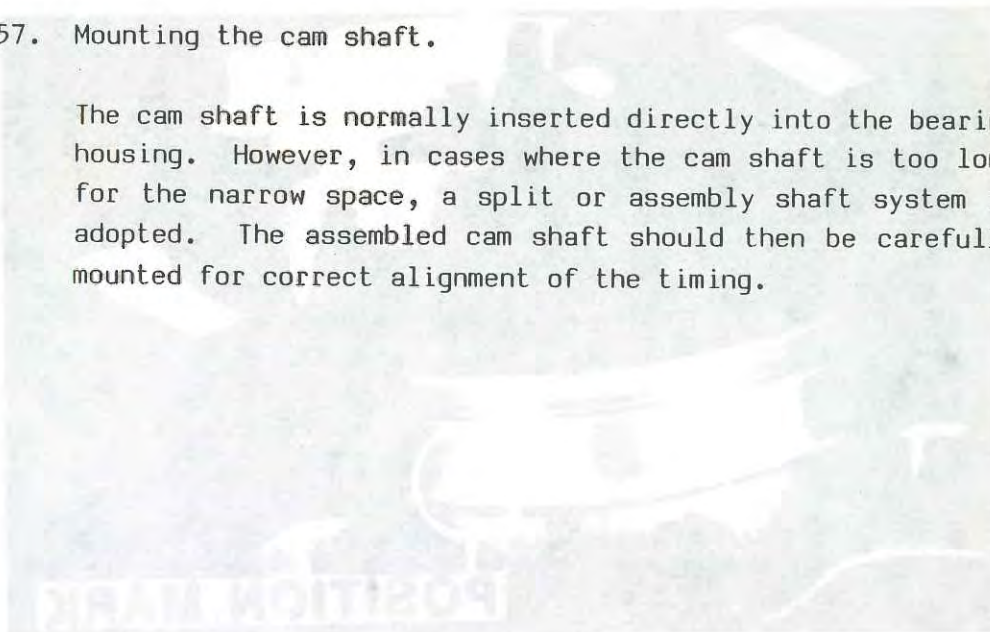 57. Mounting the cam shaft.
The cam shaft is normally inserted directly into the beari
housing. However, in cases where the cam shaft is too lo
for the narrow space, a split or assembly shaft system
adopted. The assembled cam shaft should then be careful
mounted for correct alignment of the timing.
POSITION MARK